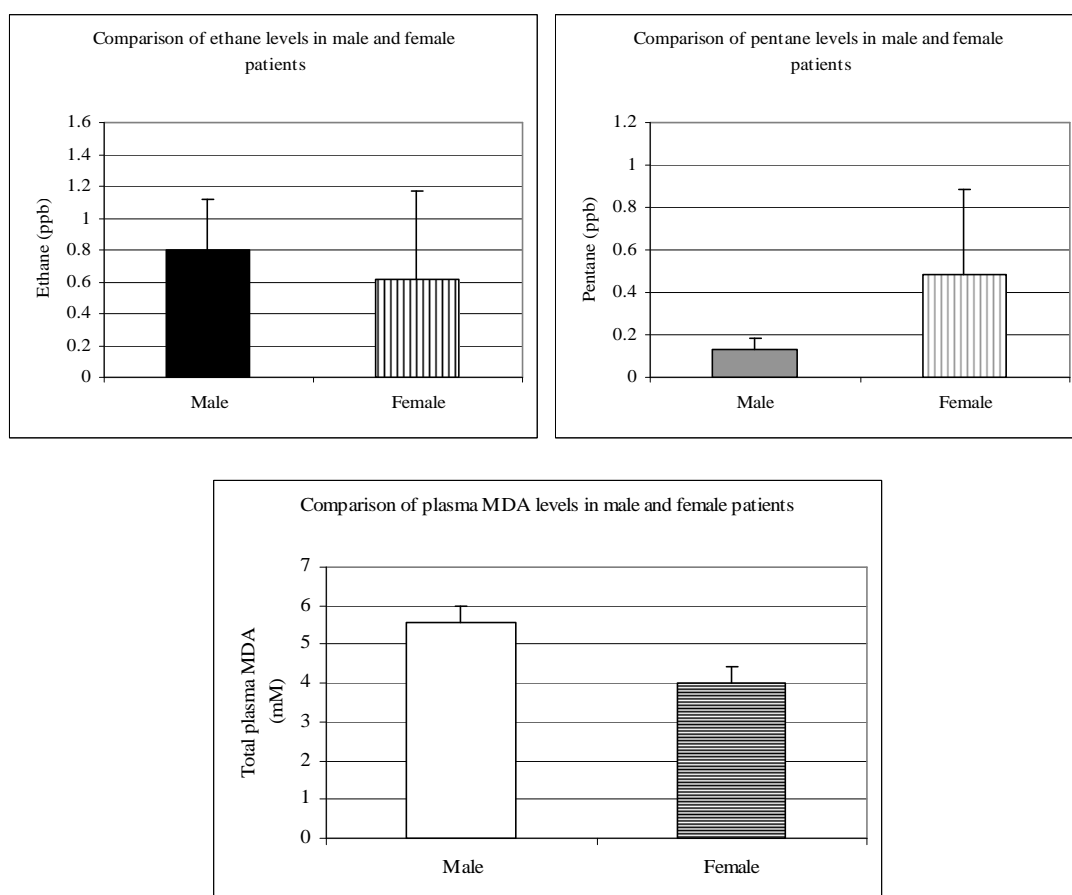 Comparison of ethane levels in male and female
patients
1.6
1.4
1.2
1
0.8
0.6
0.4
0.2
0
Ethane (ppb)
Male
Female
Comparison of pentane levels in male and female
patients
1.2
1
0.8
0.6
0.4
0.2
0
Pentane (ppb)
Male
Female
Comparison of plasma MDA levels in male and female patients
7
6
5
4
3
2
1
0
Total plasma MDA
(mM)
Male
Female